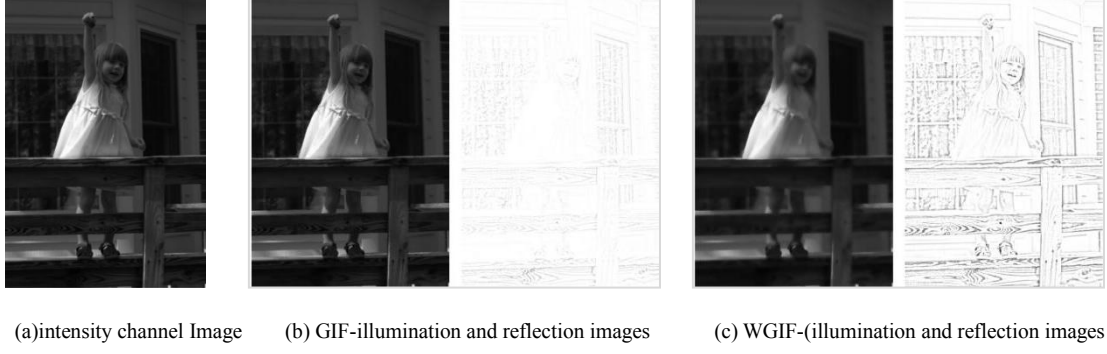 (a)intensity channel Image
(b) GIF-illumination and reflection images
(c) WGIF-(illumination and reflection images